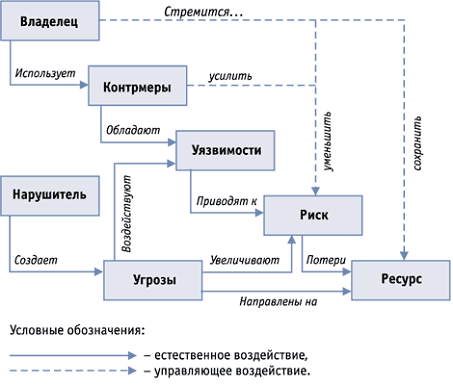 Владелец
Стремится...
Использует
Контрмеры
усилить
уменьшить
сохранить
Обладают
Уязвимости
Воздействуют
Нарушитель
Приводят к
Риск
Создает
Угрозы
Увеличивают
Потери
Ресурс
Направлены на
Условные обозначения:
– естественное воздействие,
– управляющее воздействие.